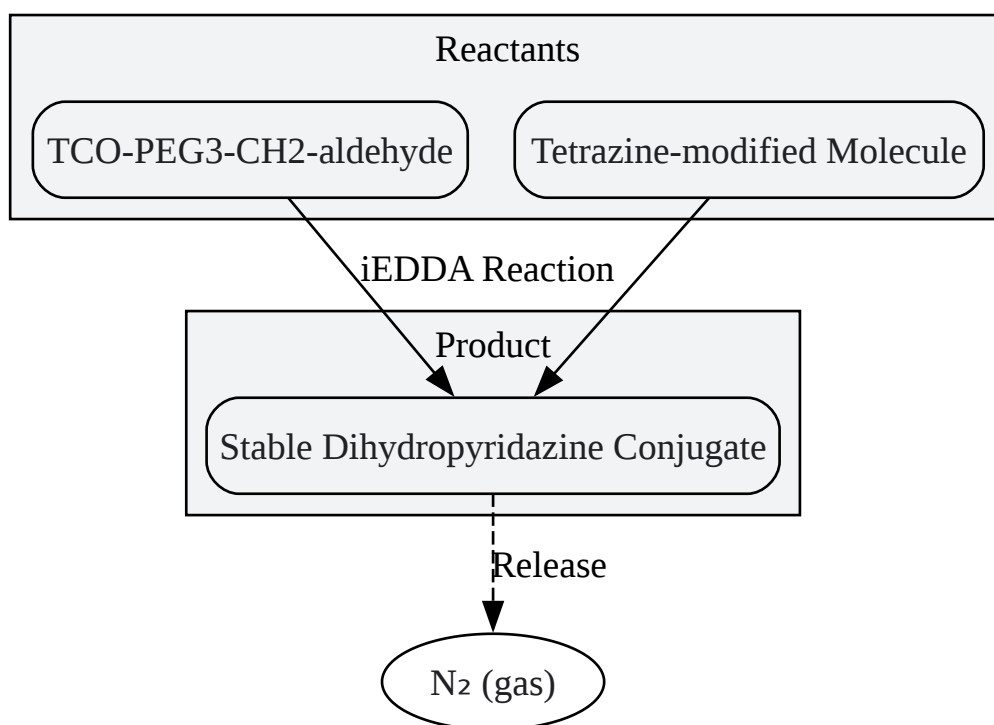 Reactants
TCO-PEG3-CH2-aldehyde
Tetrazine-modified Molecule
iEDDA Reaction
Product
Stable Dihydropyridazine Conjugate
Release
N₂ (gas)